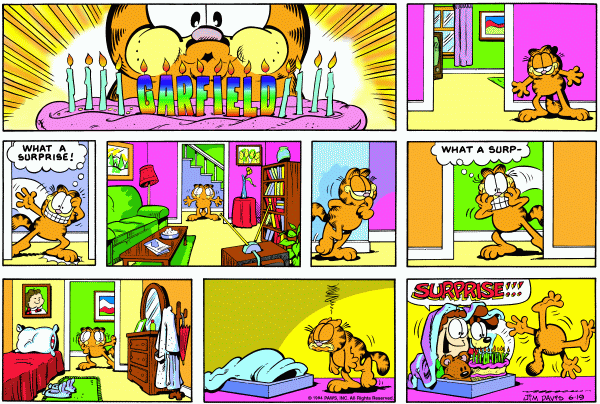 GARFIELD
WHAT A
SURPRISE!
WHAT A SURP-
© 1994 PAWS, INC. All Rights Reserved.
SURPRISE!!!
JIM DAVIS 6-19